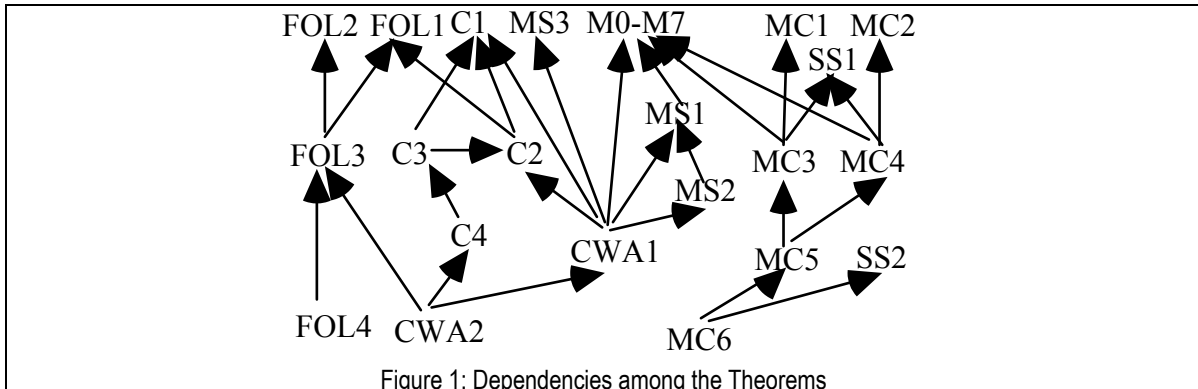 FOL2 FOL1 C1 MS3 M0-M7 MC1 MC2
SS1
MS1
FOL3 C3 C2 MC3 MC4
MS2
C4
CWA1 MC5 SS2
FOL4 CWA2 MC6
Figure 1: Dependencies among the Theorems